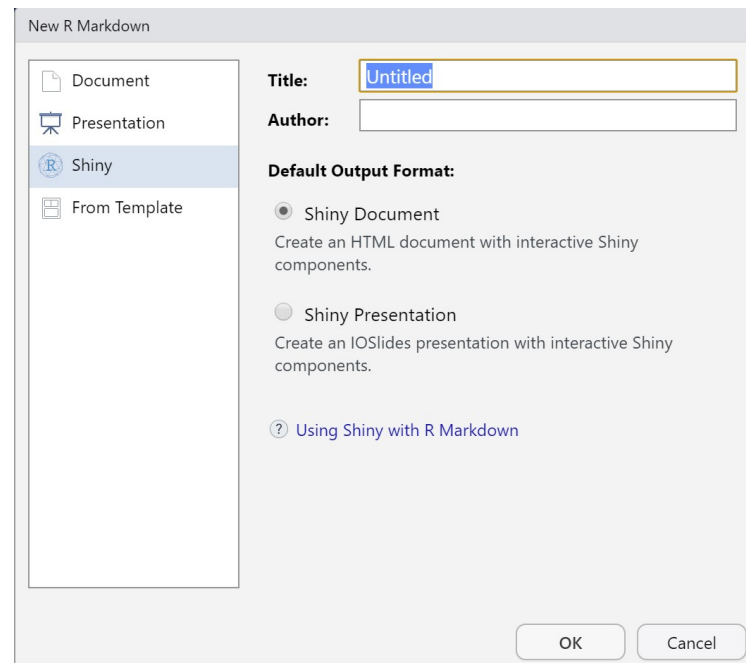 New R Markdown
Document
Presentation
R Shiny
From Template
Title: Untitled
Author:
Default Output Format:
Shiny Document
Create an HTML document with interactive Shiny
components.
Shiny Presentation
Create an IOSlides presentation with interactive Shiny
components.
? Using Shiny with R Markdown
OK Cancel